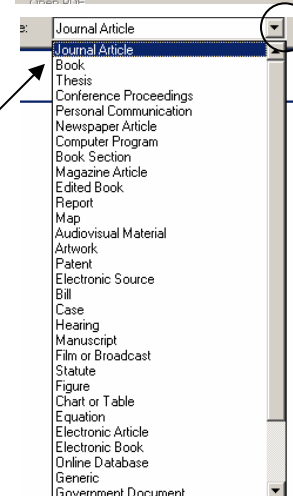 Open PDF
e: Journal Article
Journal Article
Book
Thesis
Conference Proceedings
Personal Communication
Newspaper Article
Computer Program
Book Section
Magazine Article
Edited Book
Report
Map
Audiovisual Material
Artwork
Patent
Electronic Source
Bill
Case
Hearing
Manuscript
Film or Broadcast
Statute
Figure
Chart or Table
Equation
Electronic Article
Electronic Book
Online Database
Generic
Government Document